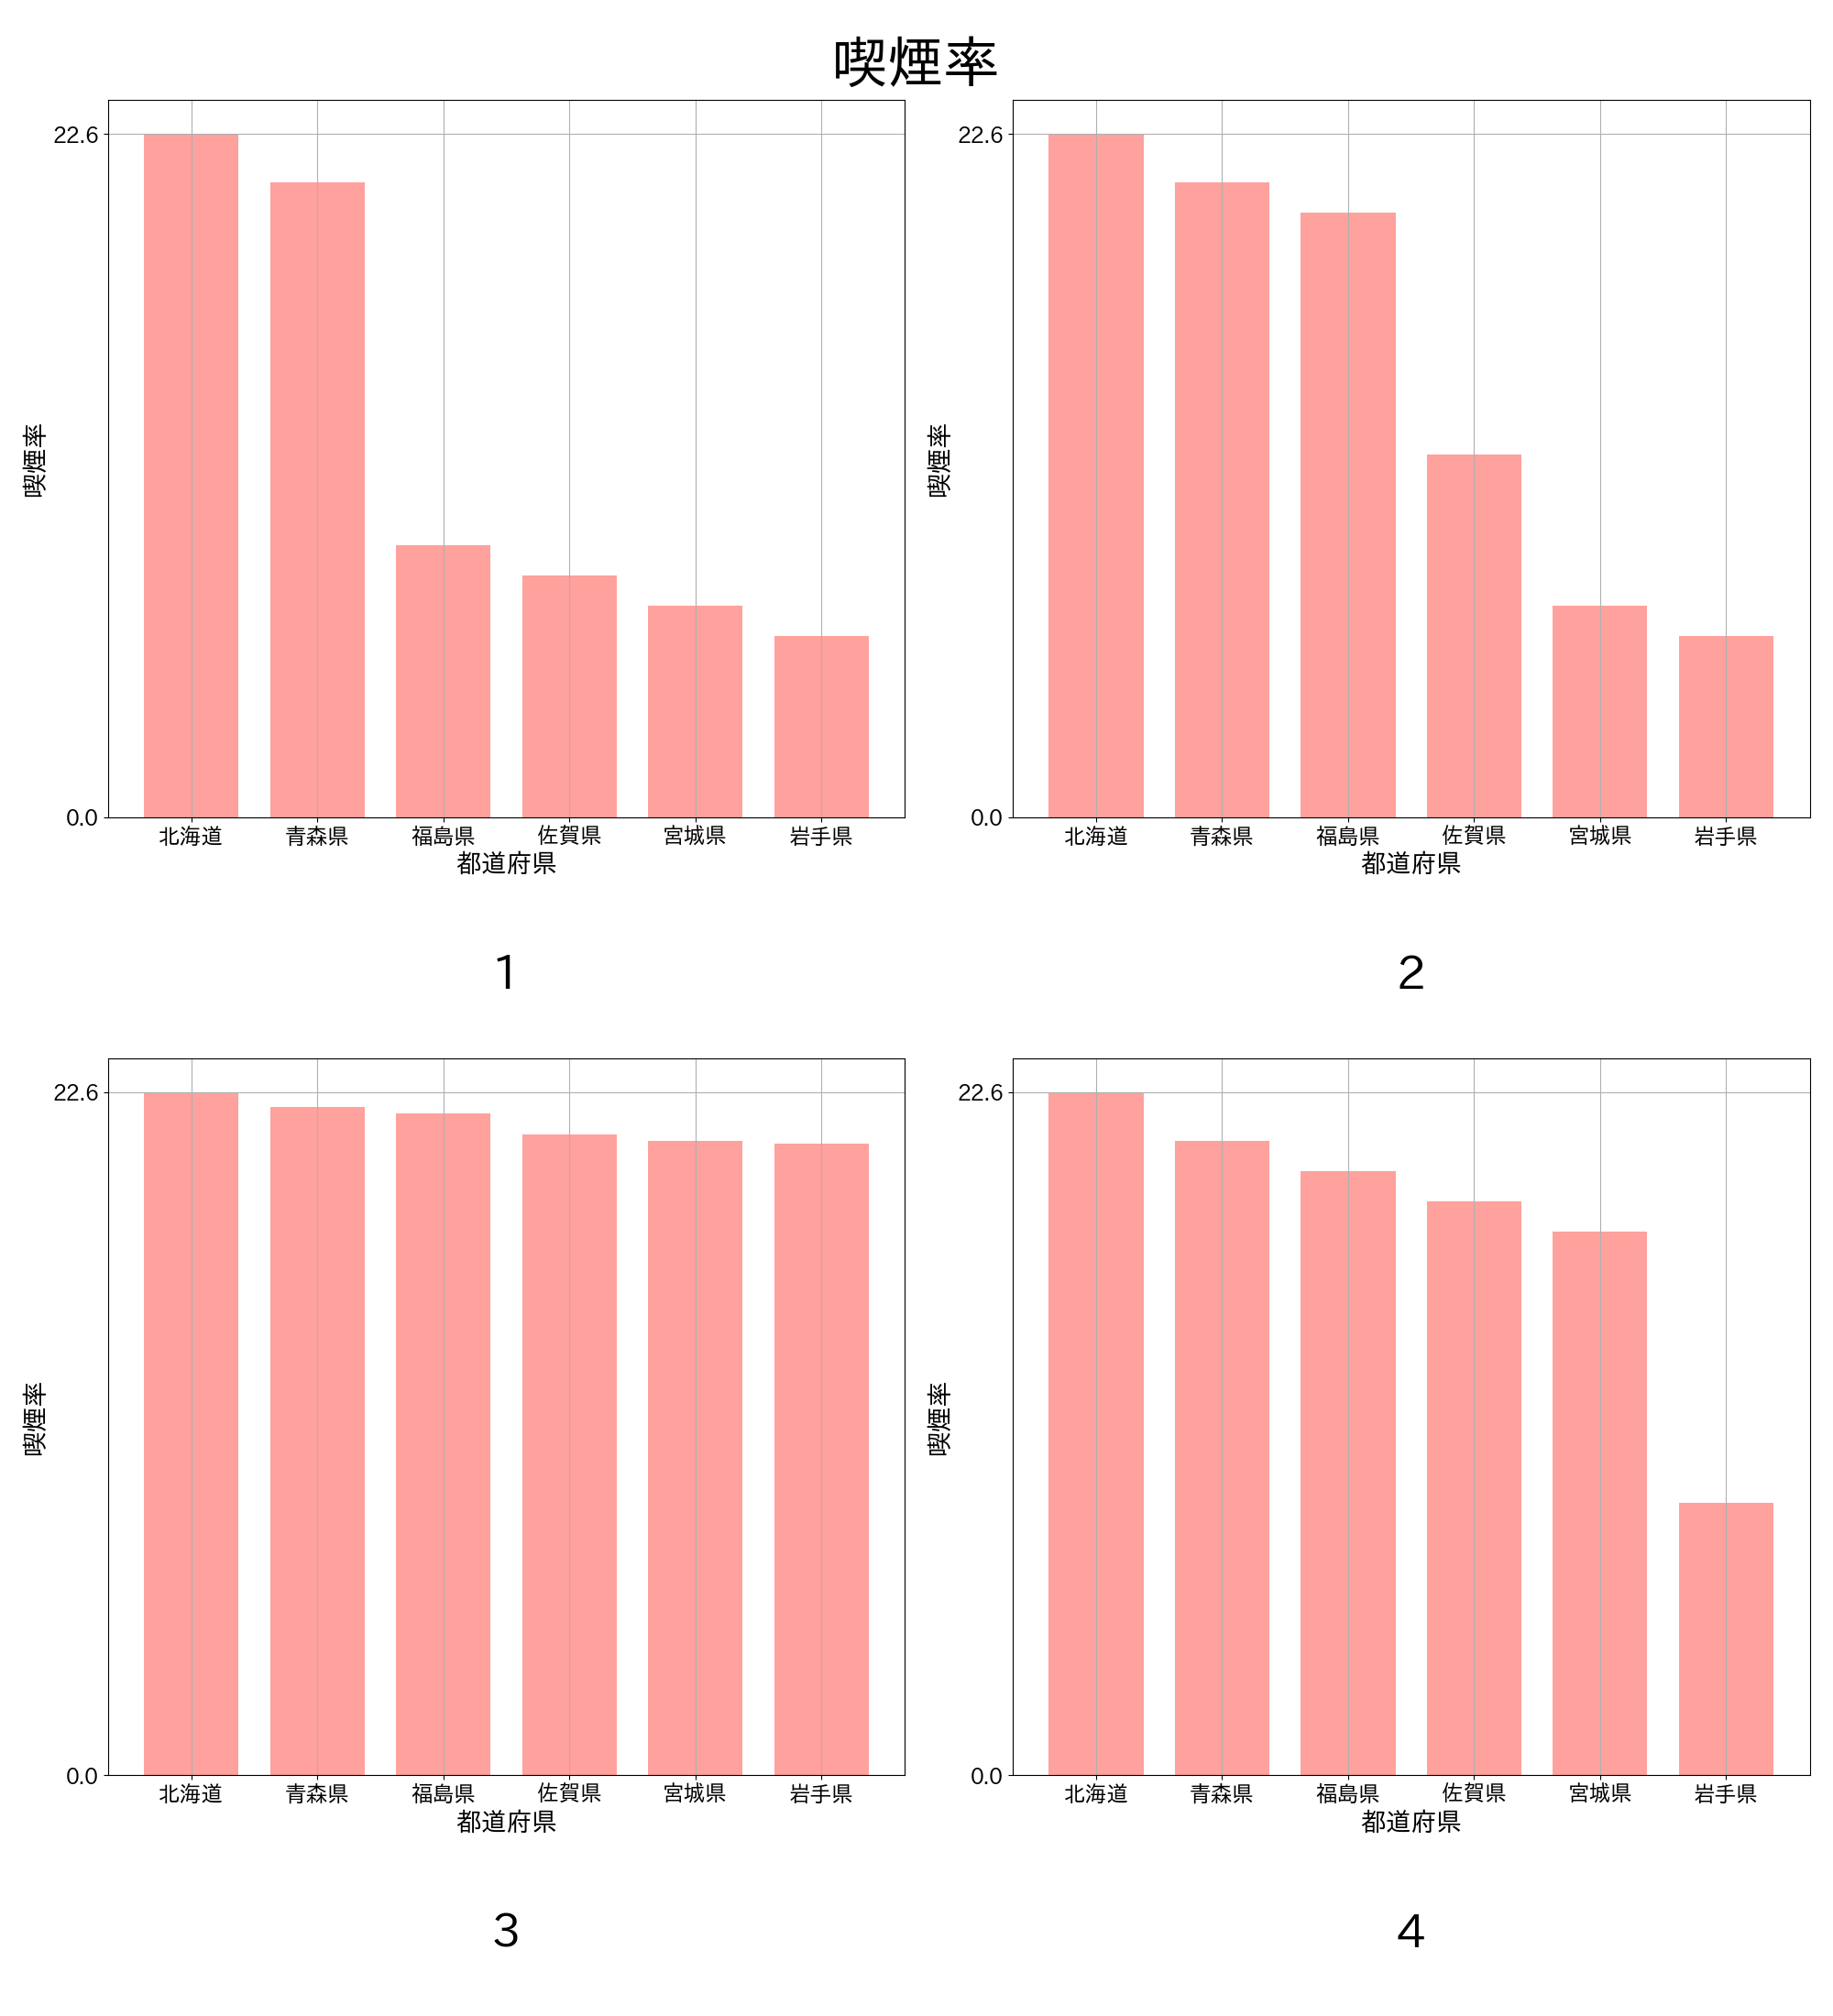 喫煙率
22.6
喫煙率
0.0
北海道 青森県 福島県 佐賀県 宮城県 岩手県
都道府県
1
22.6
喫煙率
0.0
北海道 青森県 福島県 佐賀県 宮城県 岩手県
都道府県
2
22.6
喫煙率
0.0
北海道 青森県 福島県 佐賀県 宮城県 岩手県
都道府県
3
22.6
喫煙率
0.0
北海道 青森県 福島県 佐賀県 宮城県 岩手県
都道府県
4